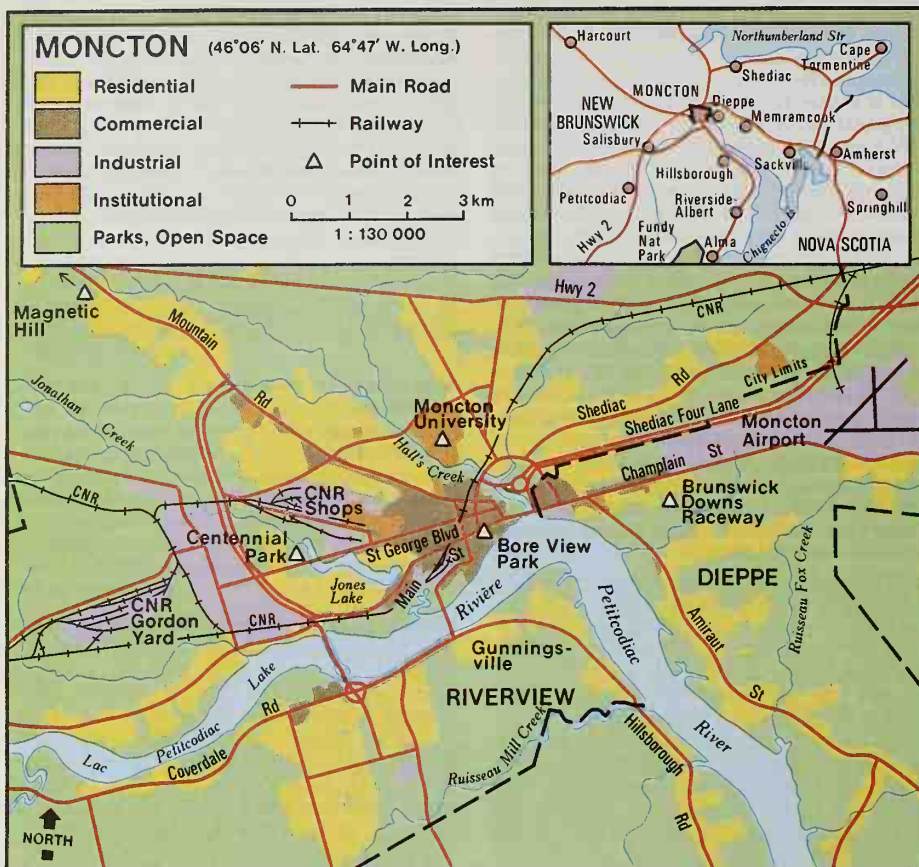 MONCTON (46°06′ N. Lat. 64°47′ W. Long.)
Residential
Commercial
Industrial
Institutional
Parks, Open Space
Main Road
Railway
Point of Interest
0 1 2 3 km
1 : 130 000
Harcourt
Northumberland Str
Cape
Tormentine
Shediac
MONCTON
Dieppe
NEW
BRUNSWICK
Memramcook
Salisbury
Sackville
Amherst
Hillsborough
Petitcodiac
Riverside-
Albert
Springhill
Hwy 2
Fundy
Nat
Park
Alma
Chignecto B
NOVA SCOTIA
Hwy 2
CNR
Magnetic
Hill
Mountain
Rd
Jonathan
Creek
Moncton
University
Hall's Creek
Shediac
Rd
City Limits
Shediac Four Lane
Moncton
Airport
Champlain St
CNR
CNR
Shops
Centennial
Park
St George Blvd
Bore View
Park
Brunswick
Downs
Raceway
Jones
Lake
Main
St
DIEPPE
CNR
Gordon
Yard
CNR
Rivière
Petitcodiac
River
Amiraut
St
Ruisseau Fox Creek
Gunnings-
ville
RIVERVIEW
Lac
Petitcodiac
Lake
Coverdale
Rd
Ruisseau Mill Creek
Hillsborough
Rd
NORTH